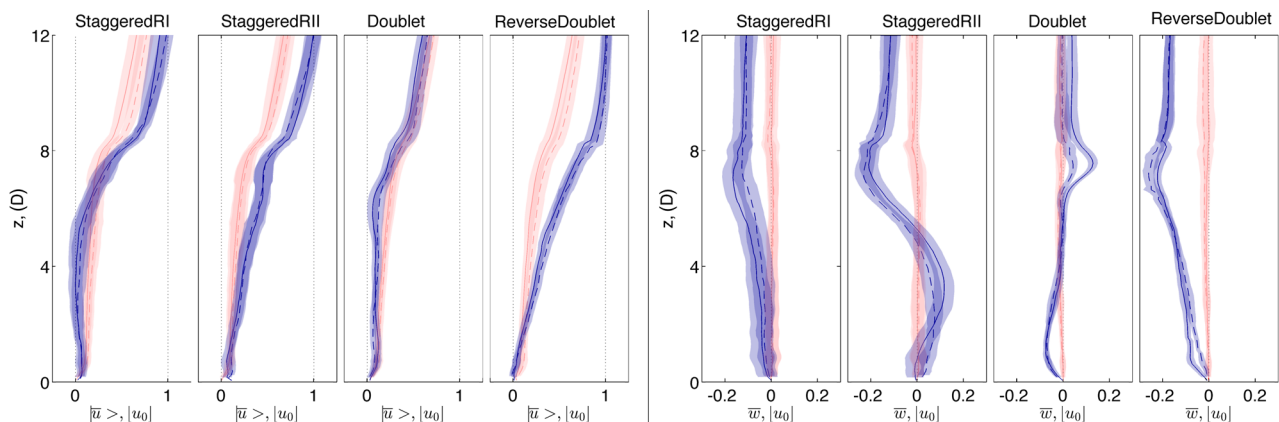 StaggeredRI StaggeredRII Doublet ReverseDoublet StaggeredRI StaggeredRII Doublet ReverseDoublet
12 12
8 8
z, (D) z, (D)
4 4
0 0
0 1 0 1 0 1 0 1 -0.2 0 0.2 -0.2 0 0.2 -0.2 0 0.2 -0.2 0 0.2
|u̅ >, |u₀| |u̅ >, |u₀| |u̅ >, |u₀| |u̅ >, |u₀| w̅, |u₀| w̅, |u₀| w̅, |u₀| w̅, |u₀|